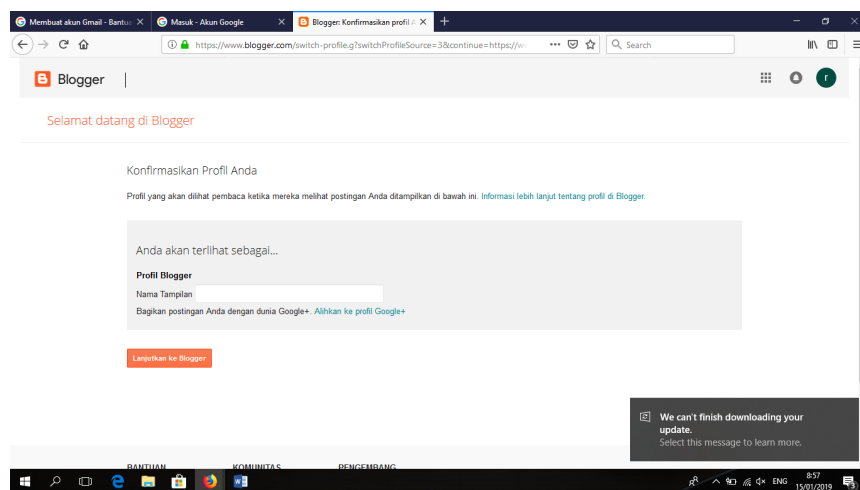 Membuat akun Gmail - Bantu
Masuk - Akun Google
Blogger: Konfirmasikan profil A
https://www.blogger.com/switch-profile.g?switchProfileSource=3&continue=https://w
Search
Blogger
r
Selamat datang di Blogger
Konfirmasikan Profil Anda
Profil yang akan dilihat pembaca ketika mereka melihat postingan Anda ditampilkan di bawah ini. Informasi lebih lanjut tentang profil di Blogger.
Anda akan terlihat sebagai...
Profil Blogger
Nama Tampilan
Bagikan postingan Anda dengan dunia Google+. Alihkan ke profil Google+
Lanjutkan ke Blogger
We can't finish downloading your
update.
Select this message to learn more.
BANTUAN KOMUNITAS PENGEMBANG
ENG
8:57
15/01/2019